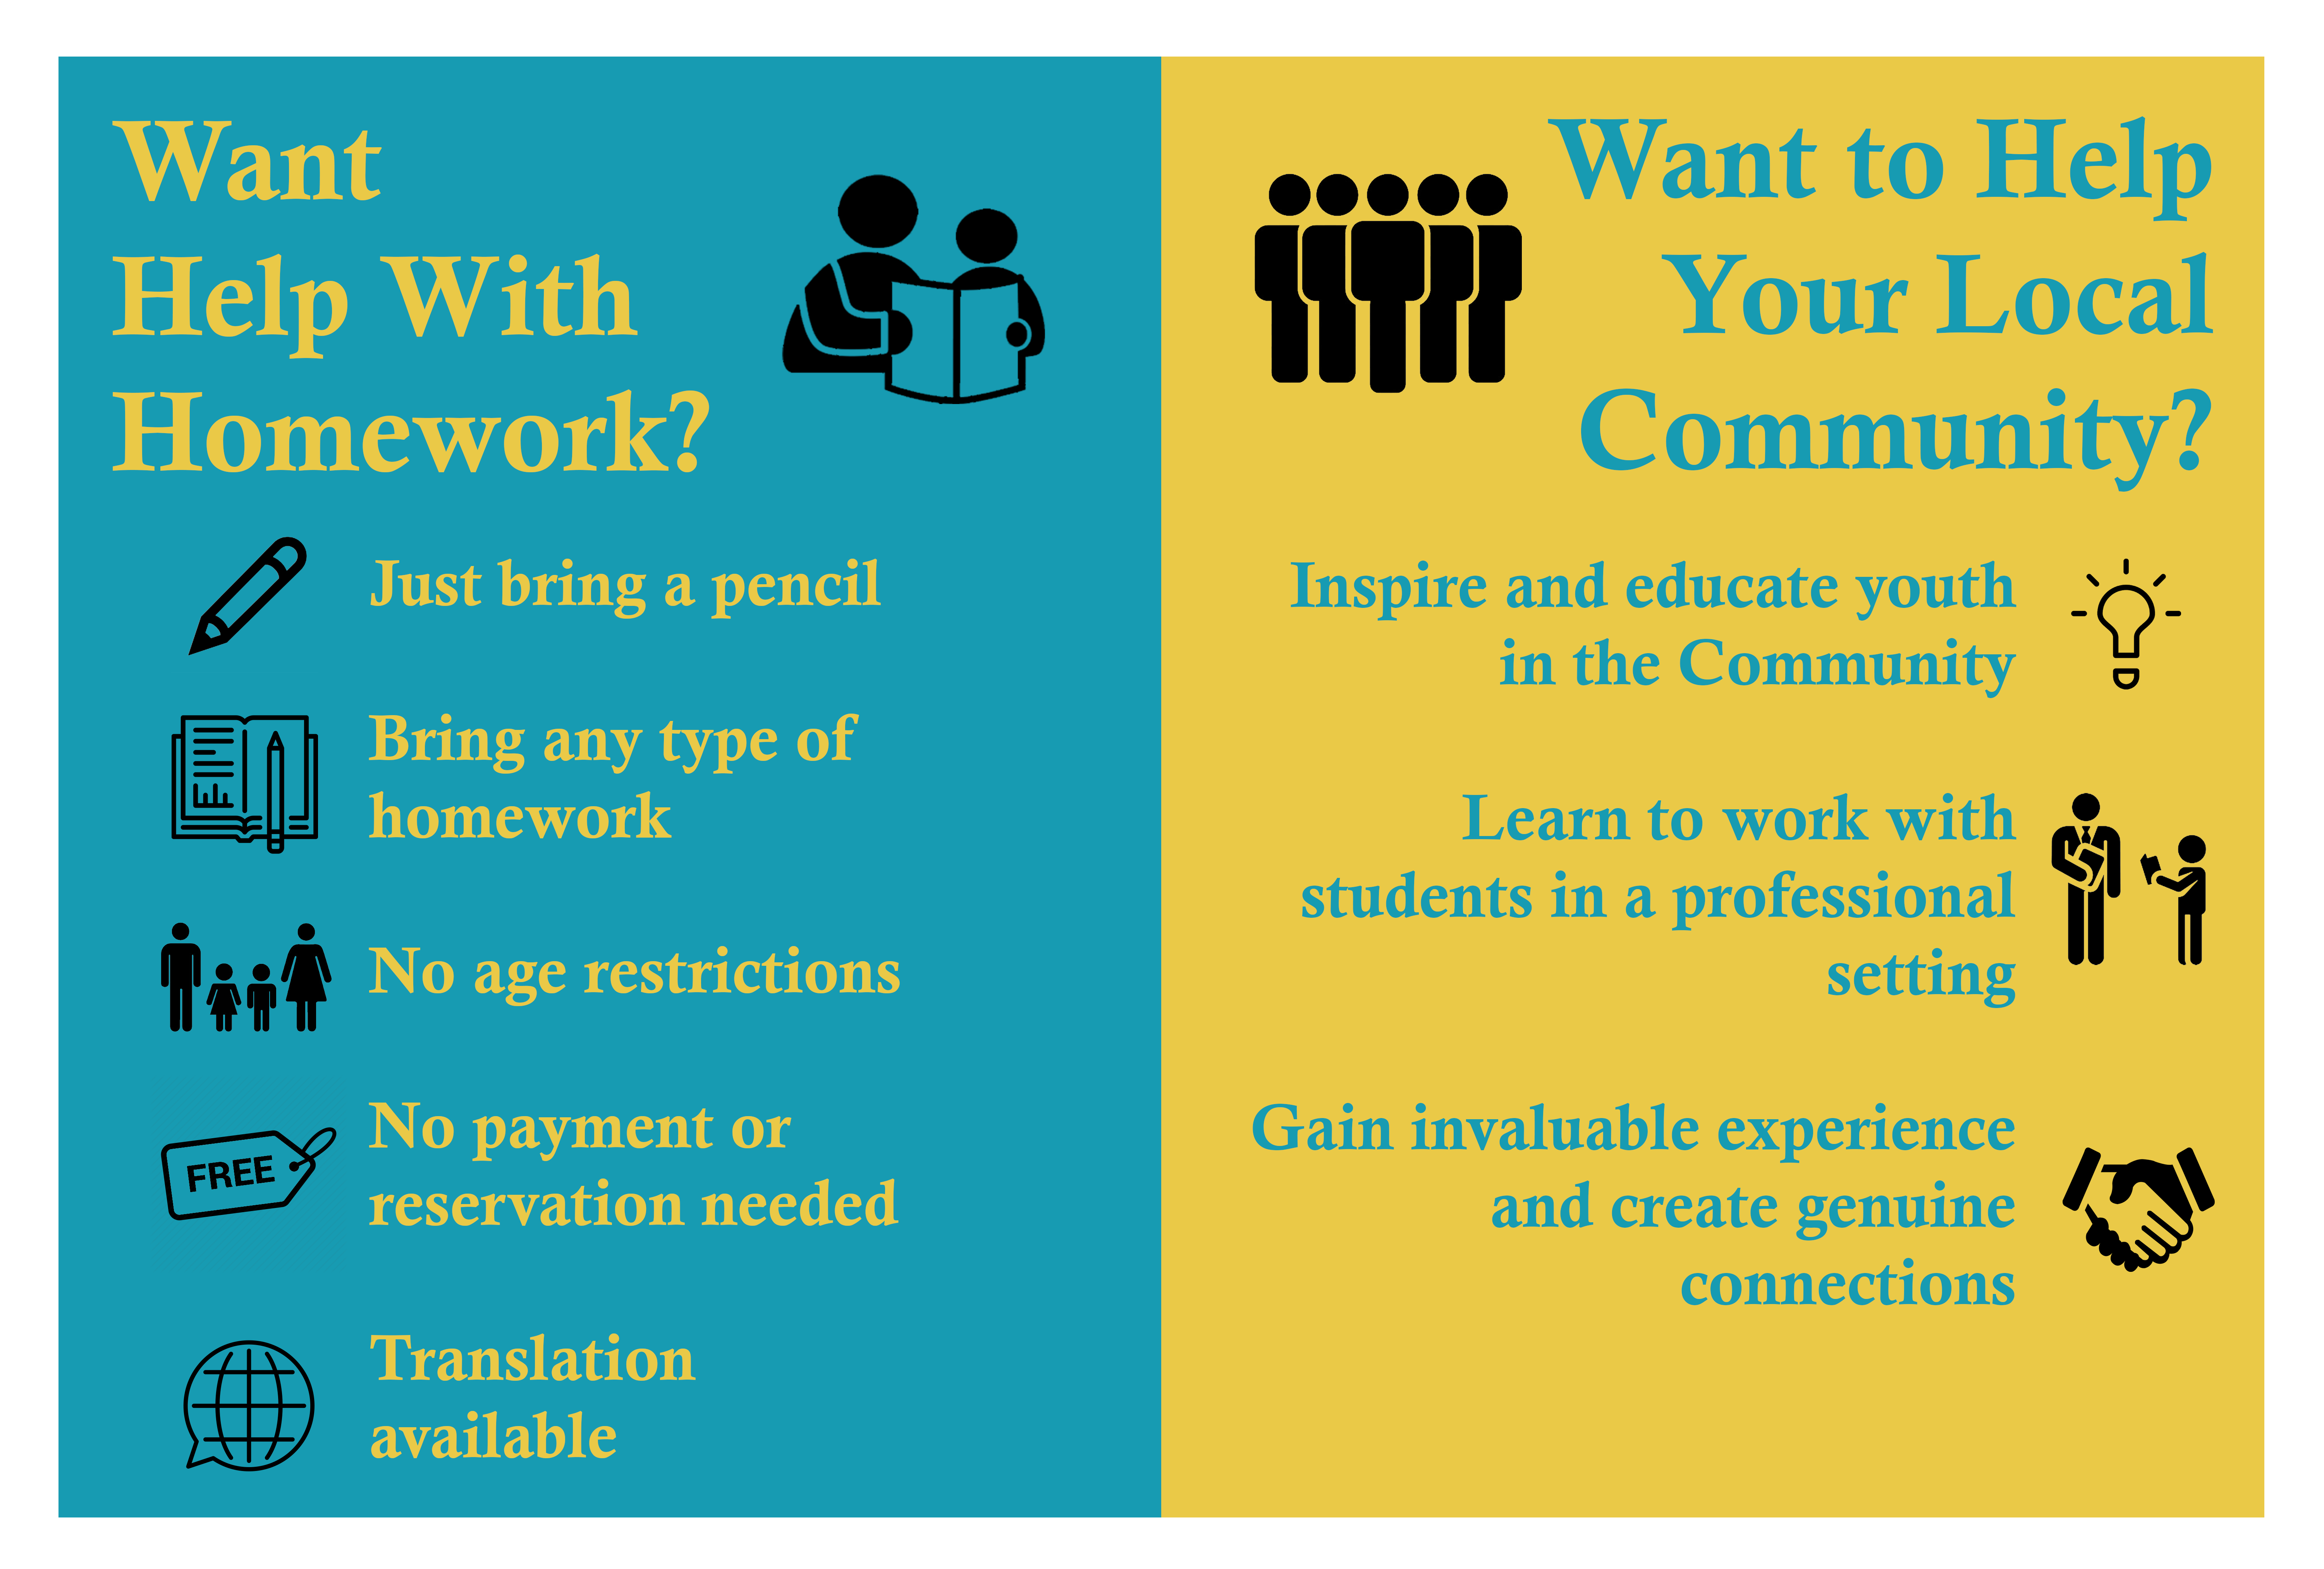 Want
Help With
Homework?
Just bring a pencil
Bring any type of
homework
No age restrictions
FREE
No payment or
reservation needed
Translation
available
Want to Help
Your Local
Community?
Inspire and educate youth
in the Community
Learn to work with
students in a professional
setting
Gain invaluable experience
and create genuine
connections